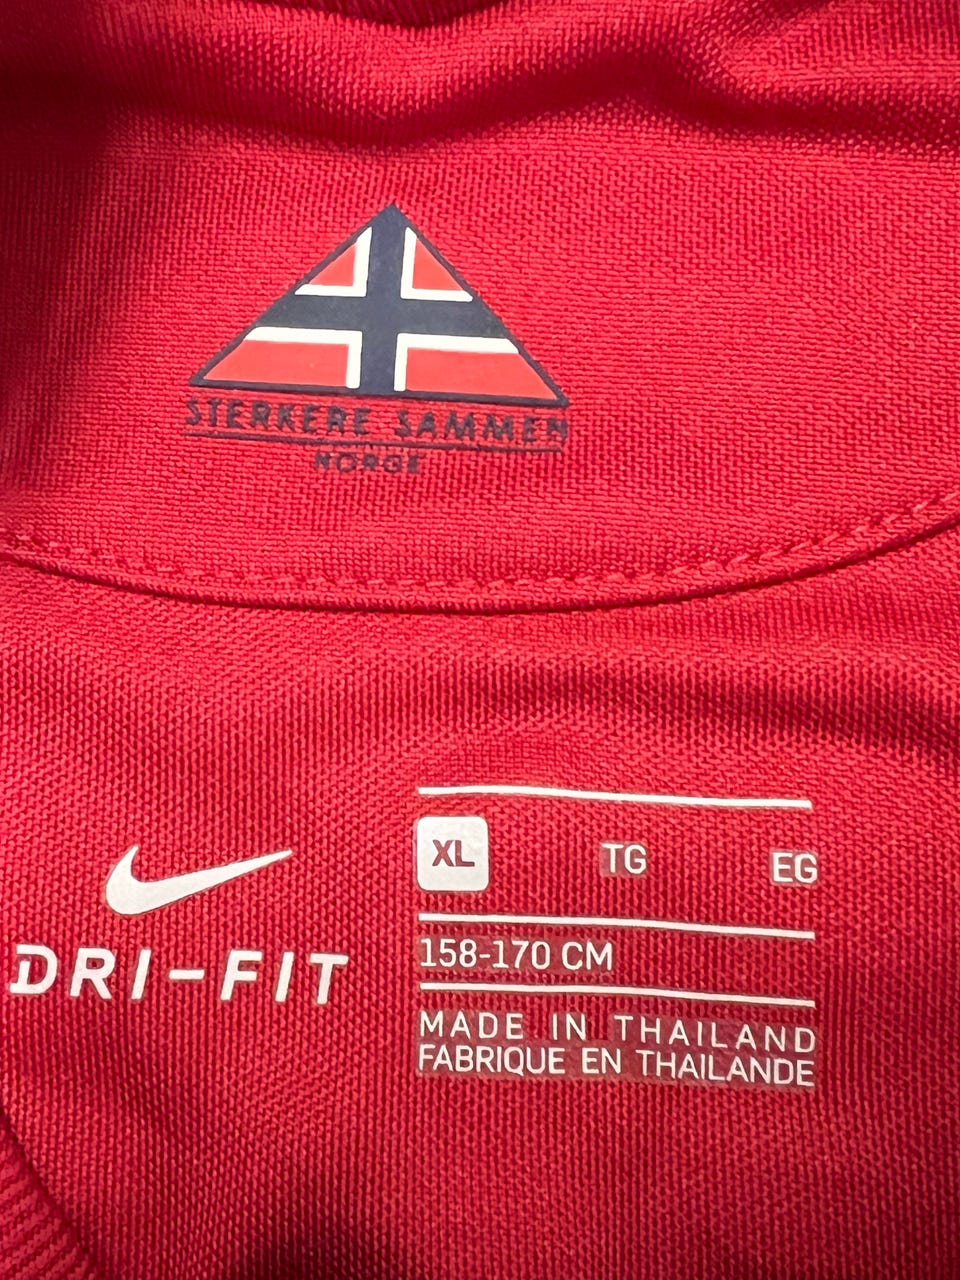 STERKERE SAMMEN
NORGE
DRI-FIT
XL TG EG
158-170 CM
MADE IN THAILAND
FABRIQUE EN THAILANDE